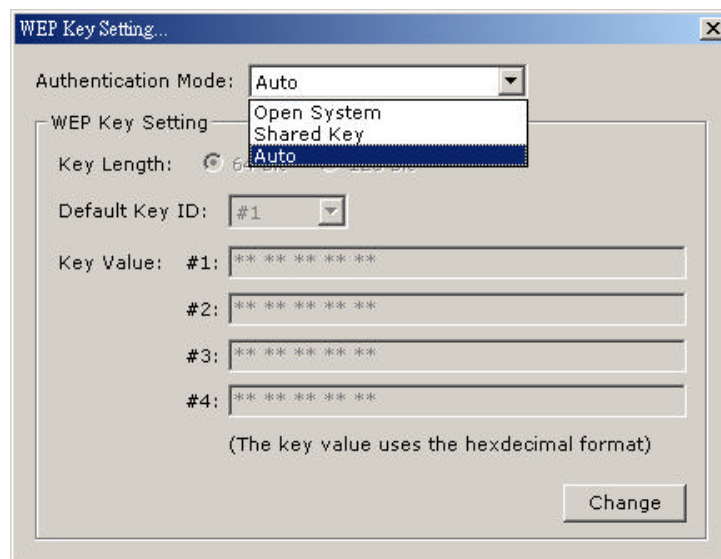 WEP Key Setting...
Authentication Mode: Auto
Open System
Shared Key
Auto
WEP Key Setting
Key Length:
Default Key ID: #1
Key Value: #1: ** ** ** ** **
#2: ** ** ** ** **
#3: ** ** ** ** **
#4: ** ** ** ** **
(The key value uses the hexdecimal format)
Change